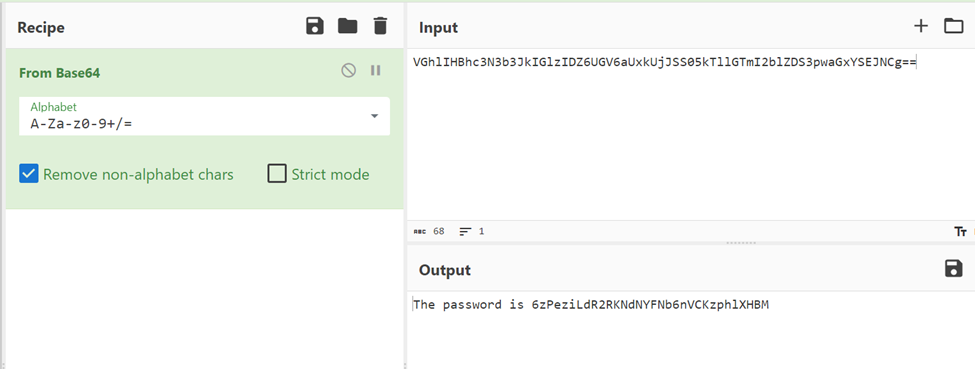 Recipe
From Base64
Alphabet
A-Za-z0-9+/=
Remove non-alphabet chars Strict mode
Input
VGhlIHBhc3N3b3JkIGlzIDZ6UGV6aUxkUjJSS05kTllGTmI2blZDS3pwaGxYSEJNCg==
ABC 68 1 TT
Output
The password is 6zPeziLdR2RKNdNYFNb6nVCKzphlXHBM